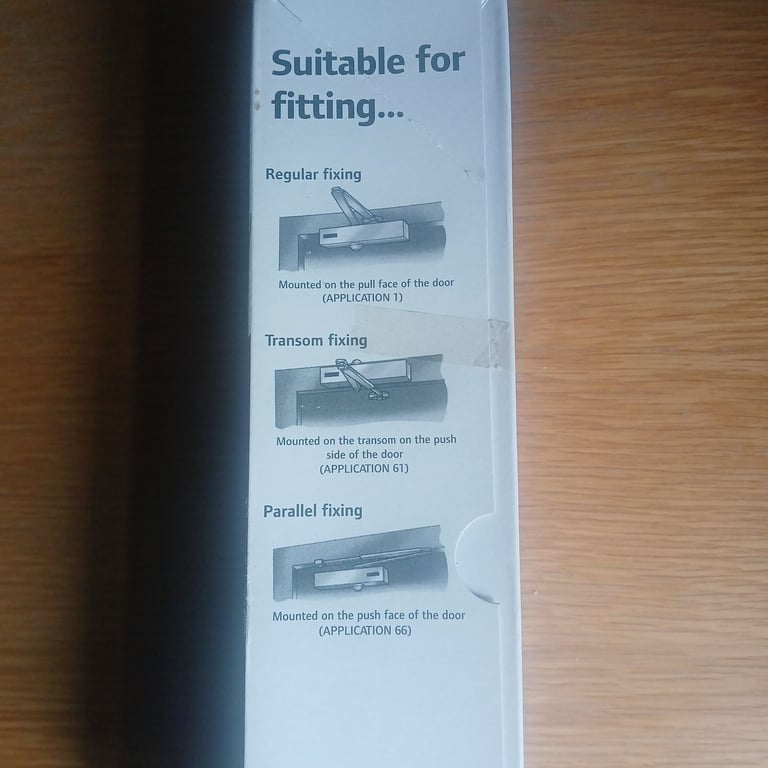 Suitable for
fitting...
Regular fixing
Mounted on the pull face of the door
(APPLICATION 1)
Transom fixing
Mounted on the transom on the push
side of the door
(APPLICATION 61)
Parallel fixing
Mounted on the push face of the door
(APPLICATION 66)